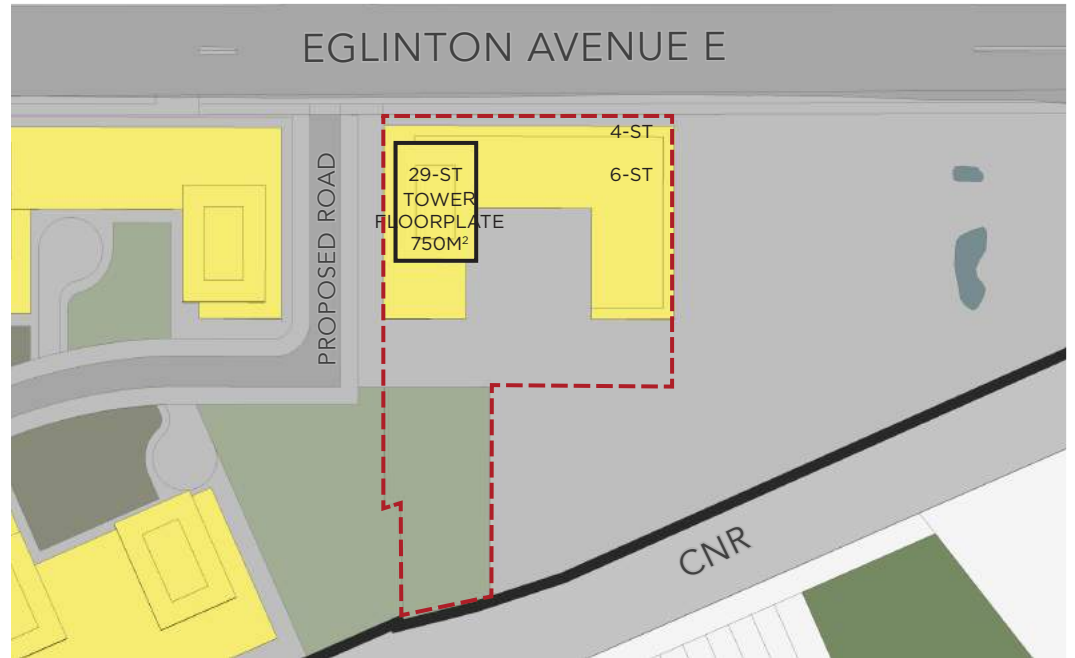 EGLINTON AVENUE E
4-ST
29-ST
6-ST
TOWER
FLOORPLATE
750M²
PROPOSED ROAD
CNR